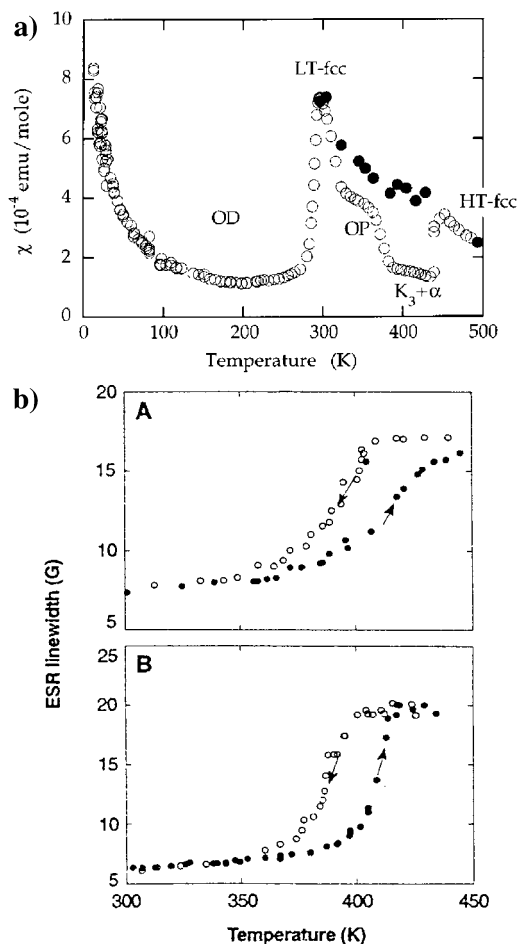 a)
10
8
6
4
2
0
χ (10⁻⁴ emu/mole)
LT-fcc
OD
OP
HT-fcc
K₃+α
0 100 200 300 400 500
Temperature (K)
b)
A
20
15
10
5
B
25
20
15
10
5
ESR linewidth (G)
300 350 400 450
Temperature (K)